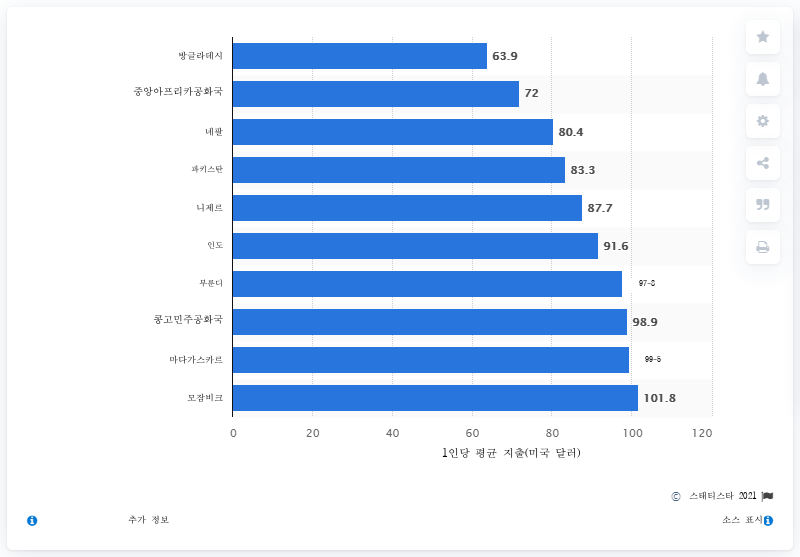 방글라데시 63.9
중앙아프리카공화국 72
네팔 80.4
파키스탄 83.3
니제르 87.7
인도 91.6
부룬디 97-8
콩고민주공화국 98.9
마다가스카르 99-5
모잠비크 101.8
0 20 40 60 80 100 120
1인당 평균 지출(미국 달러)
© 스태티스타 2021
추가 정보 소스 표시